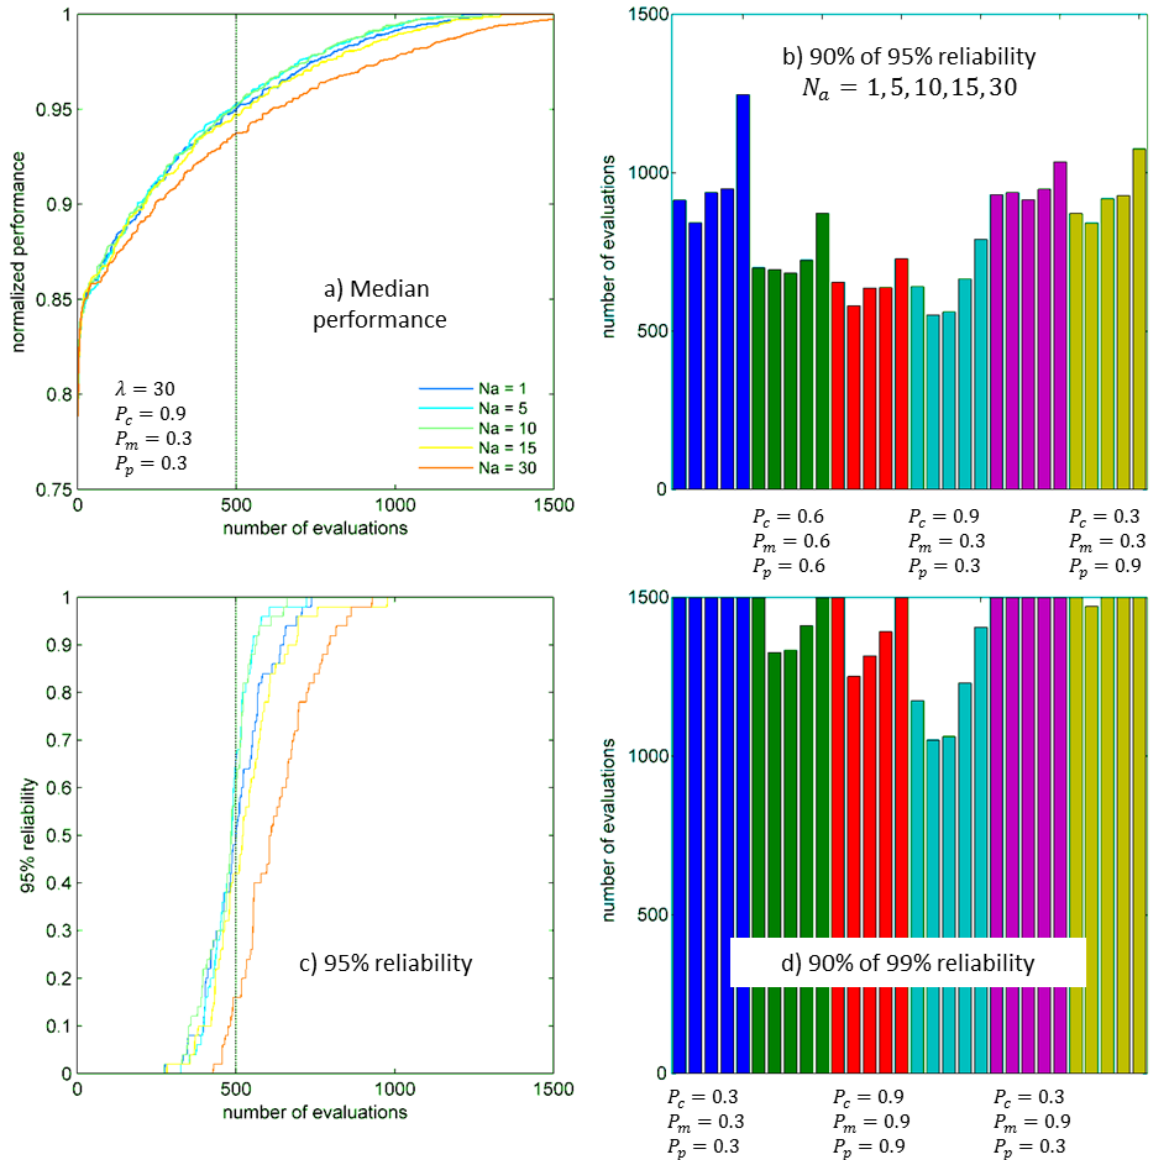 1
0.95
0.9
0.85
0.8
0.75
normalized performance
a) Median
performance
λ = 30
P_c = 0.9
P_m = 0.3
P_p = 0.3
Na = 1
Na = 5
Na = 10
Na = 15
Na = 30
0 500 1000 1500
number of evaluations
1500
1000
500
0
number of evaluations
b) 90% of 95% reliability
N_a = 1, 5, 10, 15, 30
P_c = 0.6
P_m = 0.6
P_p = 0.6
P_c = 0.9
P_m = 0.3
P_p = 0.3
P_c = 0.3
P_m = 0.3
P_p = 0.9
1
0.9
0.8
0.7
0.6
0.5
0.4
0.3
0.2
0.1
0
95% reliability
c) 95% reliability
0 500 1000 1500
number of evaluations
1500
1000
500
0
number of evaluations
d) 90% of 99% reliability
P_c = 0.3
P_m = 0.3
P_p = 0.3
P_c = 0.9
P_m = 0.9
P_p = 0.9
P_c = 0.3
P_m = 0.9
P_p = 0.3